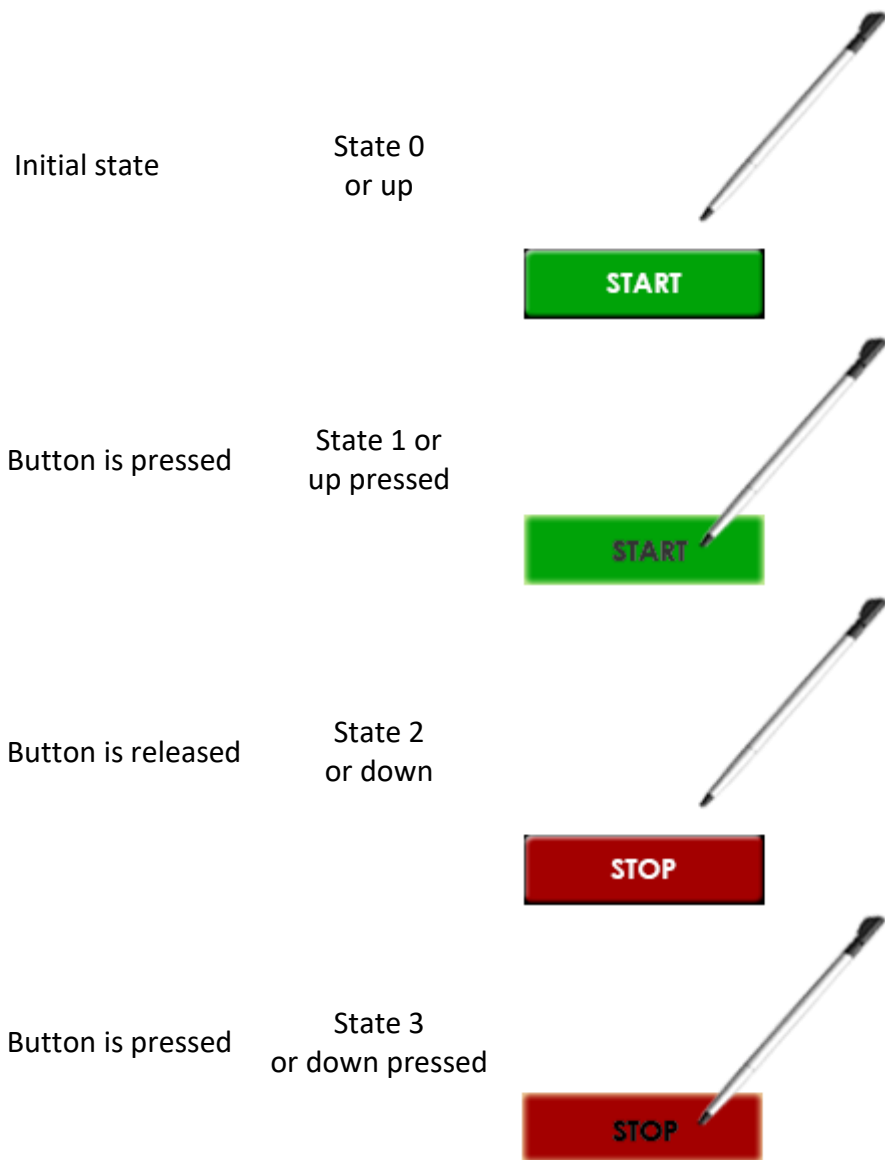 Initial state
State 0
or up
START
Button is pressed
State 1 or
up pressed
START
Button is released
State 2
or down
STOP
Button is pressed
State 3
or down pressed
STOP